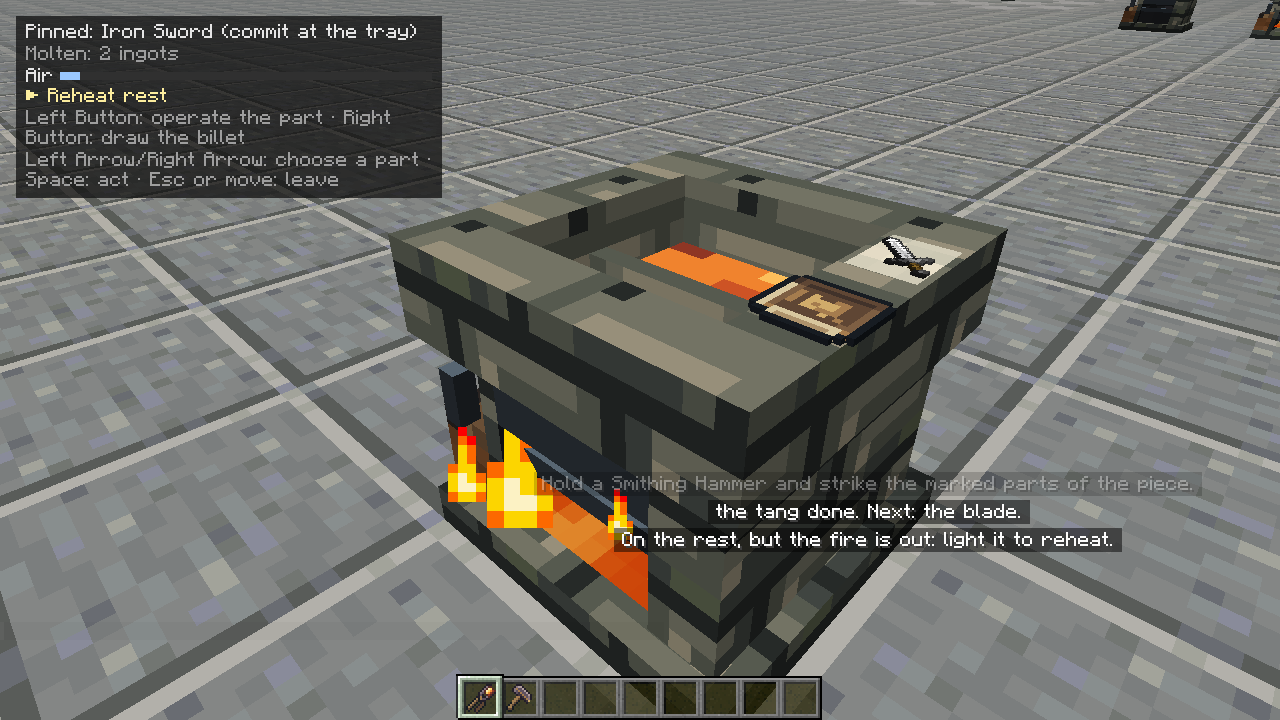 Pinned: Iron Sword (commit at the tray)
Molten: 2 ingots
Air
► Reheat rest
Left Button: operate the part · Right
Button: draw the billet
Left Arrow/Right Arrow: choose a part ·
Space: act · Esc or move: leave
Hold a Smithing Hammer and strike the marked parts of the piece.
the tang done. Next: the blade.
On the rest, but the fire is out: light it to reheat.